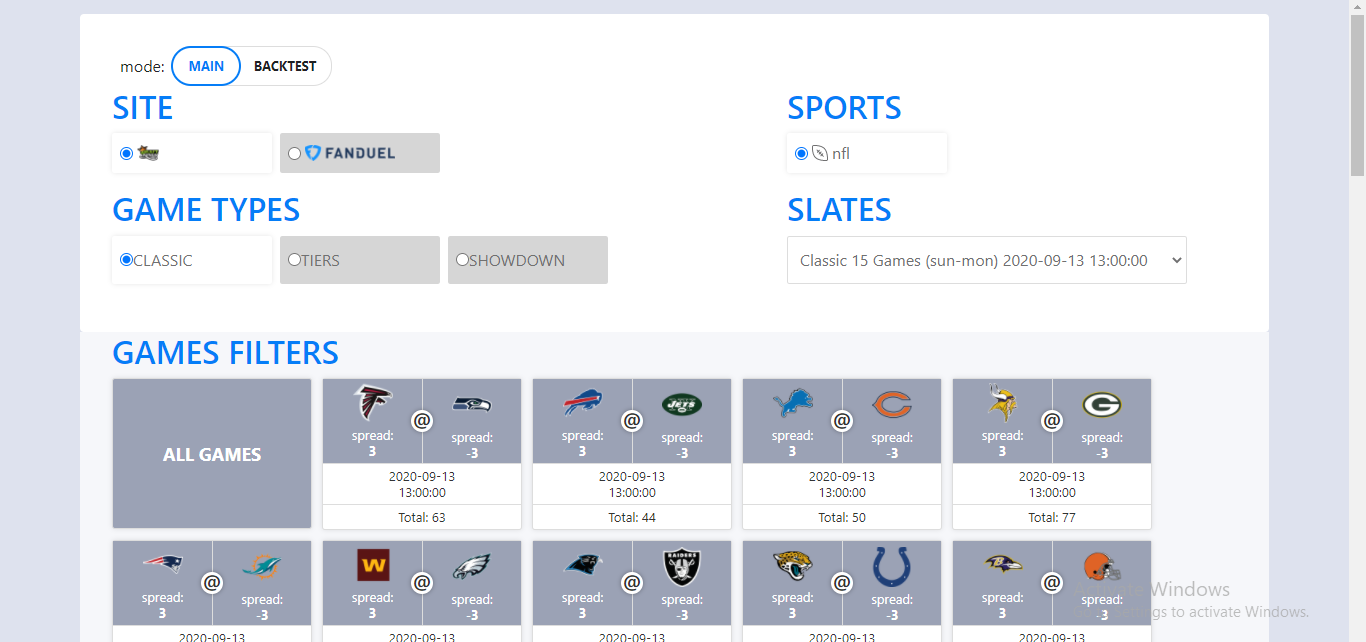 mode: MAIN BACKTEST
SITE
SPORTS
FANDUEL
nfl
GAME TYPES
SLATES
CLASSIC
TIERS
SHOWDOWN
Classic 15 Games (sun-mon) 2020-09-13 13:00:00
GAMES FILTERS
ALL GAMES
@
spread:
3
spread:
-3
2020-09-13
13:00:00
Total: 63
JETS
@
spread:
3
spread:
-3
2020-09-13
13:00:00
Total: 44
@
spread:
3
spread:
-3
2020-09-13
13:00:00
Total: 50
G
@
spread:
3
spread:
-3
2020-09-13
13:00:00
Total: 77
@
spread:
3
spread:
-3
2020-09-13
W
@
spread:
3
spread:
-3
2020-09-13
RAIDERS
@
spread:
3
spread:
-3
2020-09-13
@
spread:
3
spread:
-3
2020-09-13
@
spread:
3
spread:
-3
2020-09-13
Windows
to activate Windows.